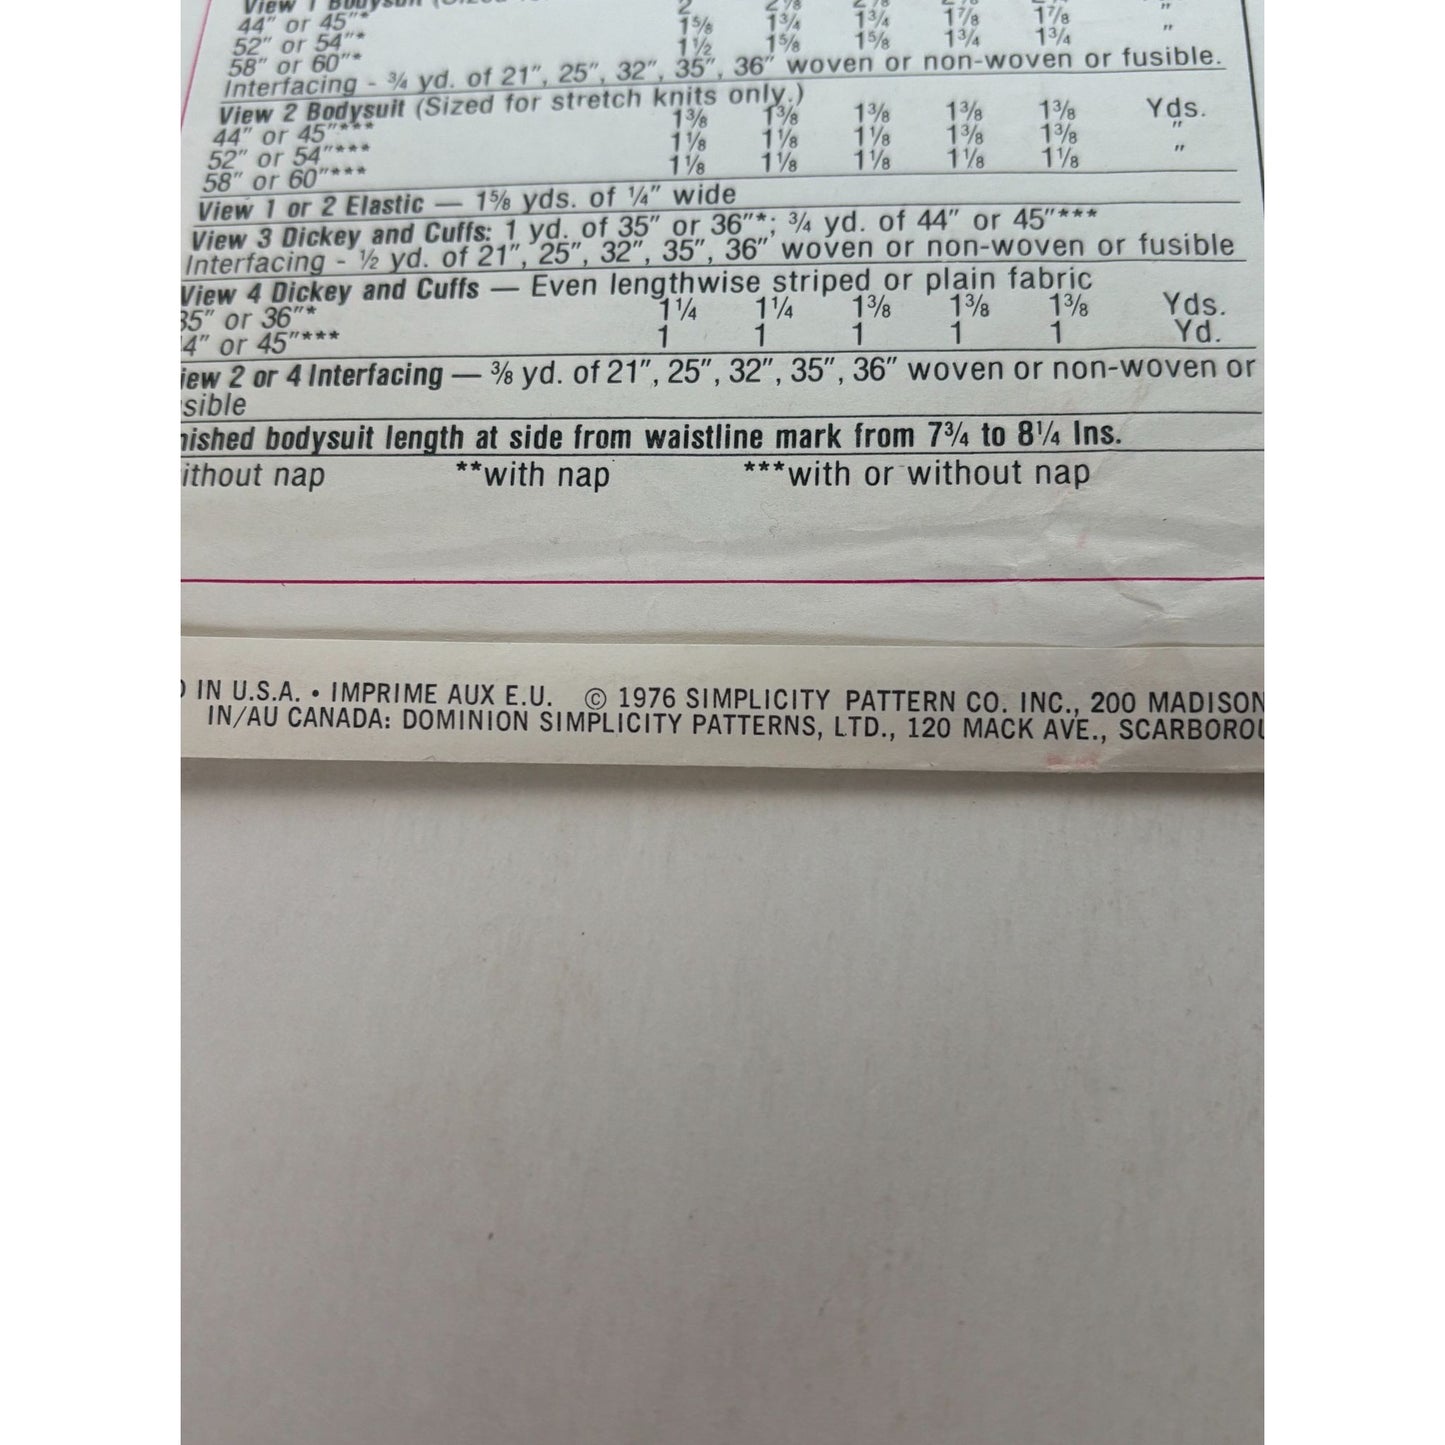 View 1 Bodysuit
44" or 45"* 2 2⅛ 2⅛ "
52" or 54"* 1⅝ 1¾ 1¾ 1⅞ 1⅞ "
58" or 60"* 1½ 1⅝ 1⅝ 1¾ 1¾
Interfacing - ¾ yd. of 21", 25", 32", 35", 36" woven or non-woven or fusible.
View 2 Bodysuit (Sized for stretch knits only.)
44" or 45"*** 1⅜ 1⅜ 1⅜ 1⅜ 1⅜ Yds.
52" or 54"*** 1⅛ 1⅛ 1⅛ 1⅜ 1⅜ "
58" or 60"*** 1⅛ 1⅛ 1⅛ 1⅛ 1⅛ "
View 1 or 2 Elastic — 1⅝ yds. of ¼" wide
View 3 Dickey and Cuffs: 1 yd. of 35" or 36"*; ¾ yd. of 44" or 45"***
Interfacing - ½ yd. of 21", 25", 32", 35", 36" woven or non-woven or fusible
View 4 Dickey and Cuffs — Even lengthwise striped or plain fabric
35" or 36"* 1¼ 1¼ 1⅜ 1⅜ 1⅜ Yds.
4" or 45"*** 1 1 1 1 1 Yd.
iew 2 or 4 Interfacing — ⅜ yd. of 21", 25", 32", 35", 36" woven or non-woven or
sible
nished bodysuit length at side from waistline mark from 7¾ to 8¼ Ins.
ithout nap **with nap ***with or without nap
D IN U.S.A. • IMPRIME AUX E.U. © 1976 SIMPLICITY PATTERN CO. INC., 200 MADISON
IN/AU CANADA: DOMINION SIMPLICITY PATTERNS, LTD., 120 MACK AVE., SCARBOROU